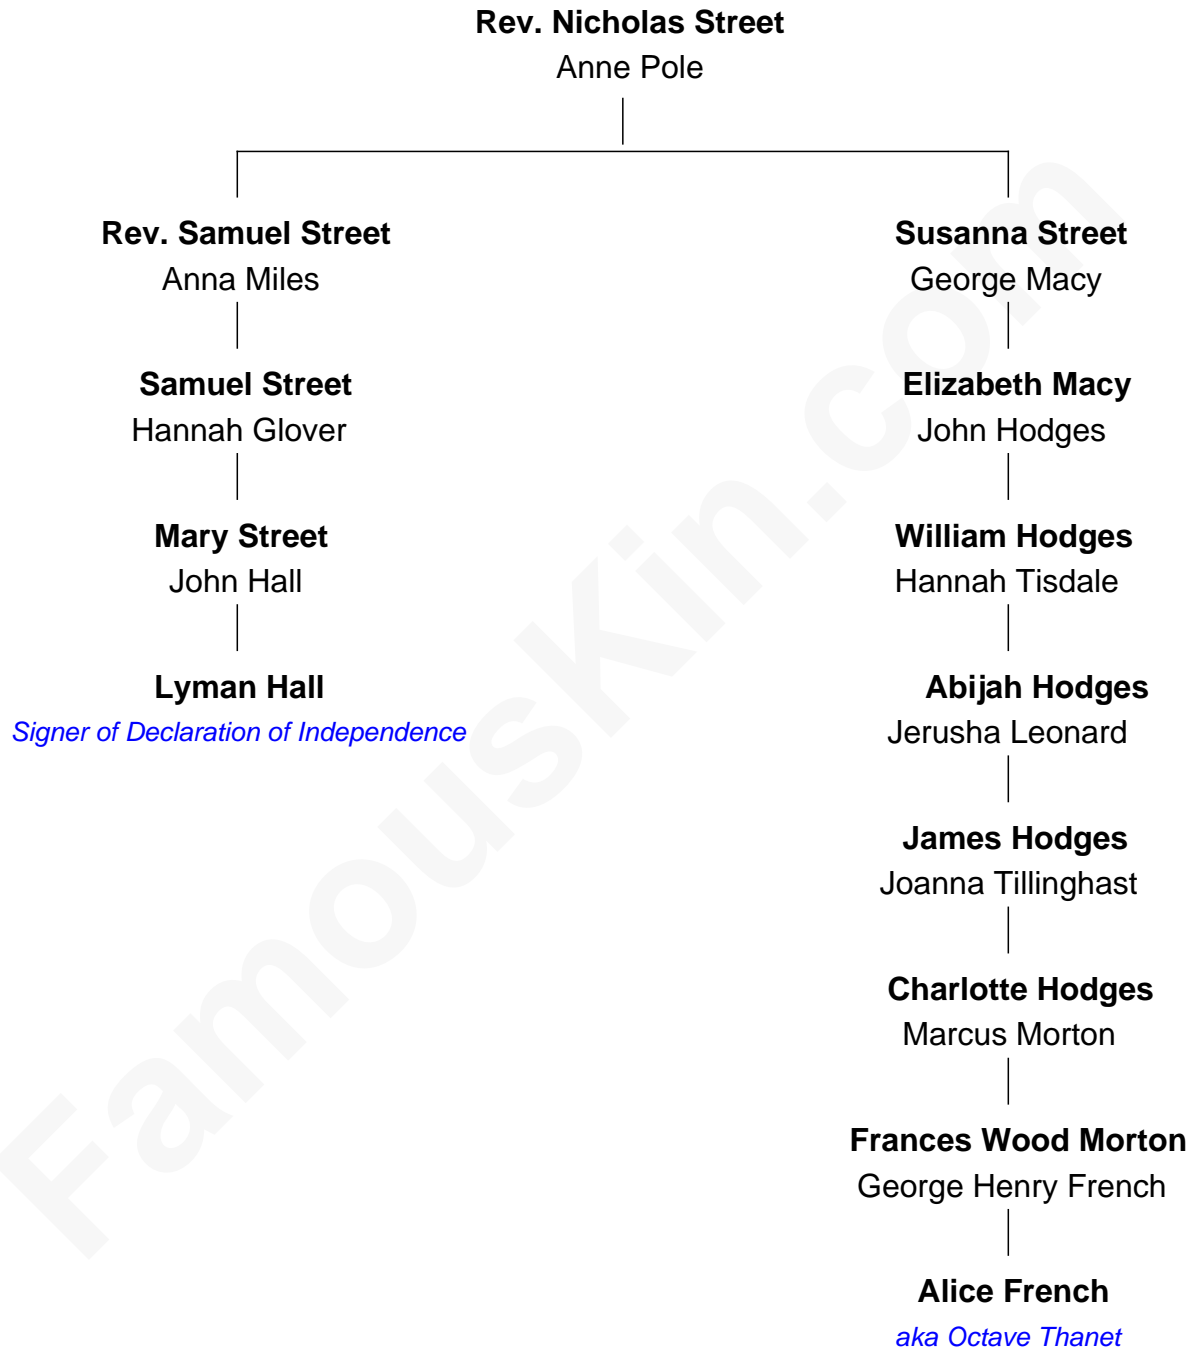 Rev. Nicholas Street
Anne Pole
Rev. Samuel Street
Anna Miles
Samuel Street
Hannah Glover
Mary Street
John Hall
Lyman Hall
Signer of Declaration of Independence
Susanna Street
George Macy
Elizabeth Macy
John Hodges
William Hodges
Hannah Tisdale
Abijah Hodges
Jerusha Leonard
James Hodges
Joanna Tillinghast
Charlotte Hodges
Marcus Morton
Frances Wood Morton
George Henry French
Alice French
aka Octave Thanet
FamousKin.com